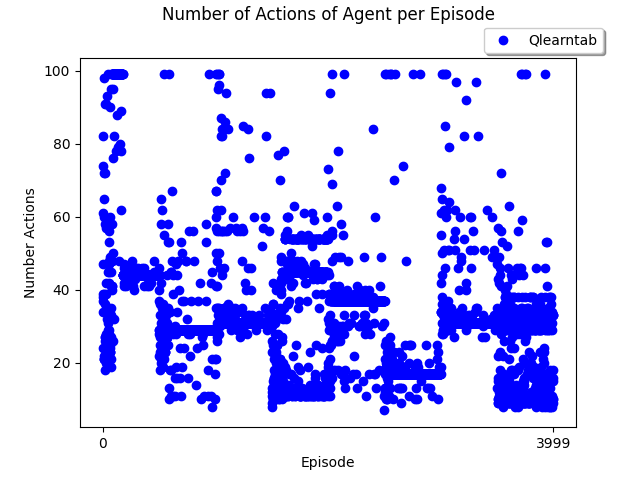 Number of Actions of Agent per Episode
Qlearntab
100
80
60
40
20
Number Actions
0
3999
Episode